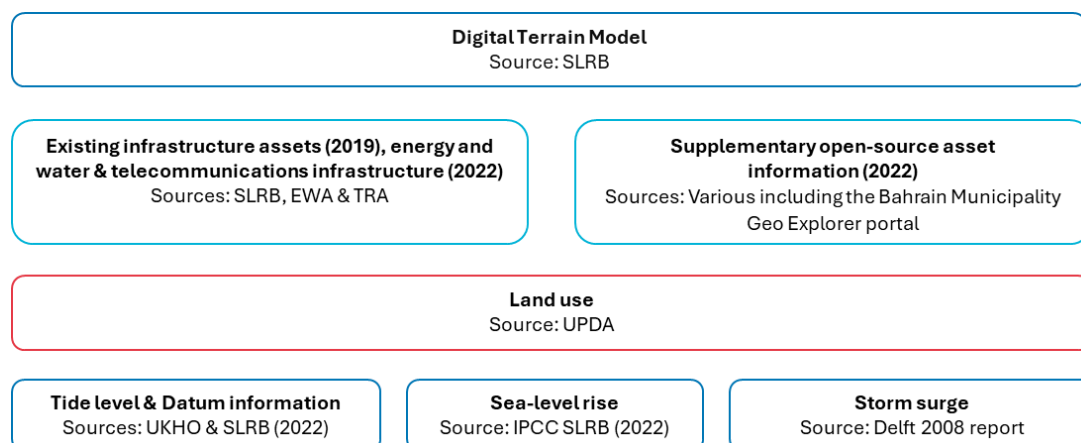 Digital Terrain Model
Source: SLRB
Existing infrastructure assets (2019), energy and
water & telecommunications infrastructure (2022)
Sources: SLRB, EWA & TRA
Supplementary open-source asset
information (2022)
Sources: Various including the Bahrain Municipality
Geo Explorer portal
Land use
Source: UPDA
Tide level & Datum information
Sources: UKHO & SLRB (2022)
Sea-level rise
Source: IPCC SLRB (2022)
Storm surge
Source: Delft 2008 report